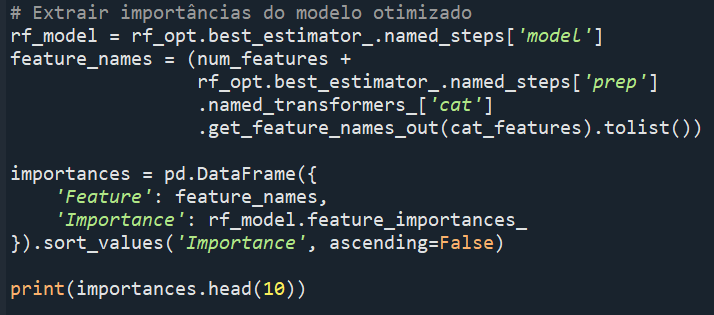 # Extrair importâncias do modelo otimizado
rf_model = rf_opt.best_estimator_.named_steps['model']
feature_names = (num_features +
                 rf_opt.best_estimator_.named_steps['prep']
                 .named_transformers_['cat']
                 .get_feature_names_out(cat_features).tolist())

importances = pd.DataFrame({
    'Feature': feature_names,
    'Importance': rf_model.feature_importances_
}).sort_values('Importance', ascending=False)

print(importances.head(10))